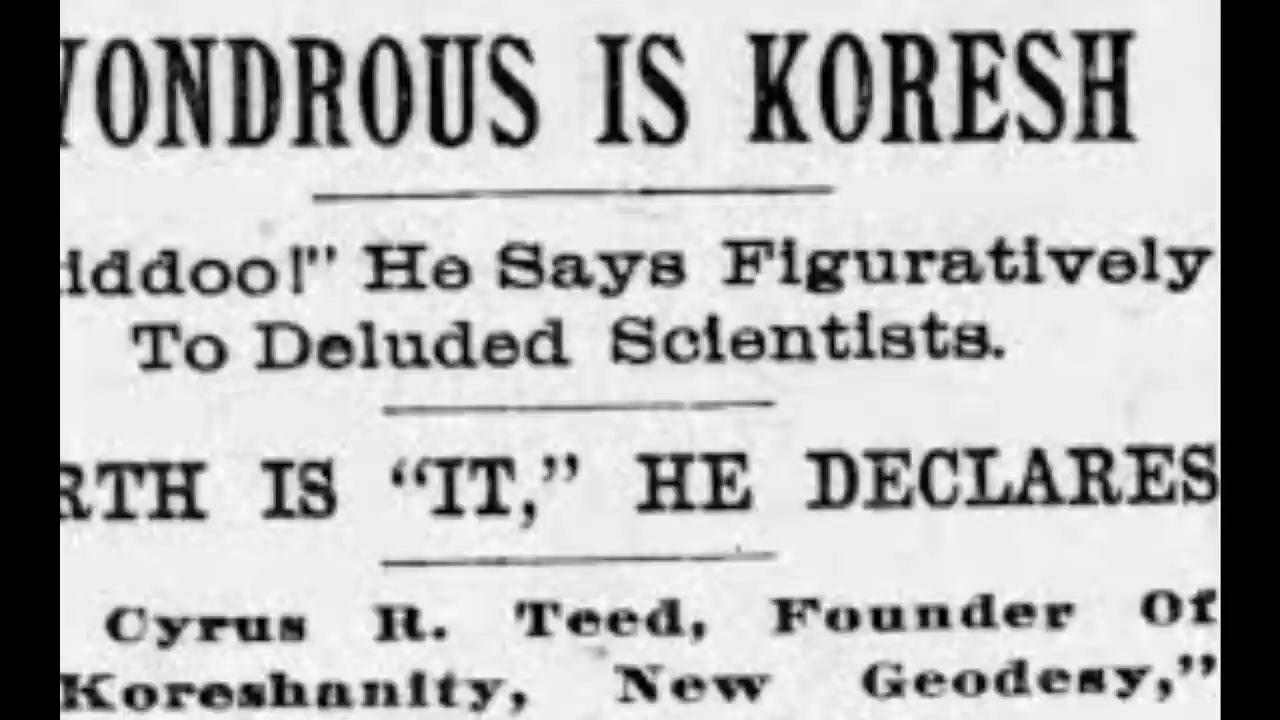 WONDROUS IS KORESH
iddoo!" He Says Figuratively
To Deluded Scientists.
RTH IS "IT," HE DECLARES
Cyrus R. Teed, Founder Of
Koreshanity, New Geodesy,"